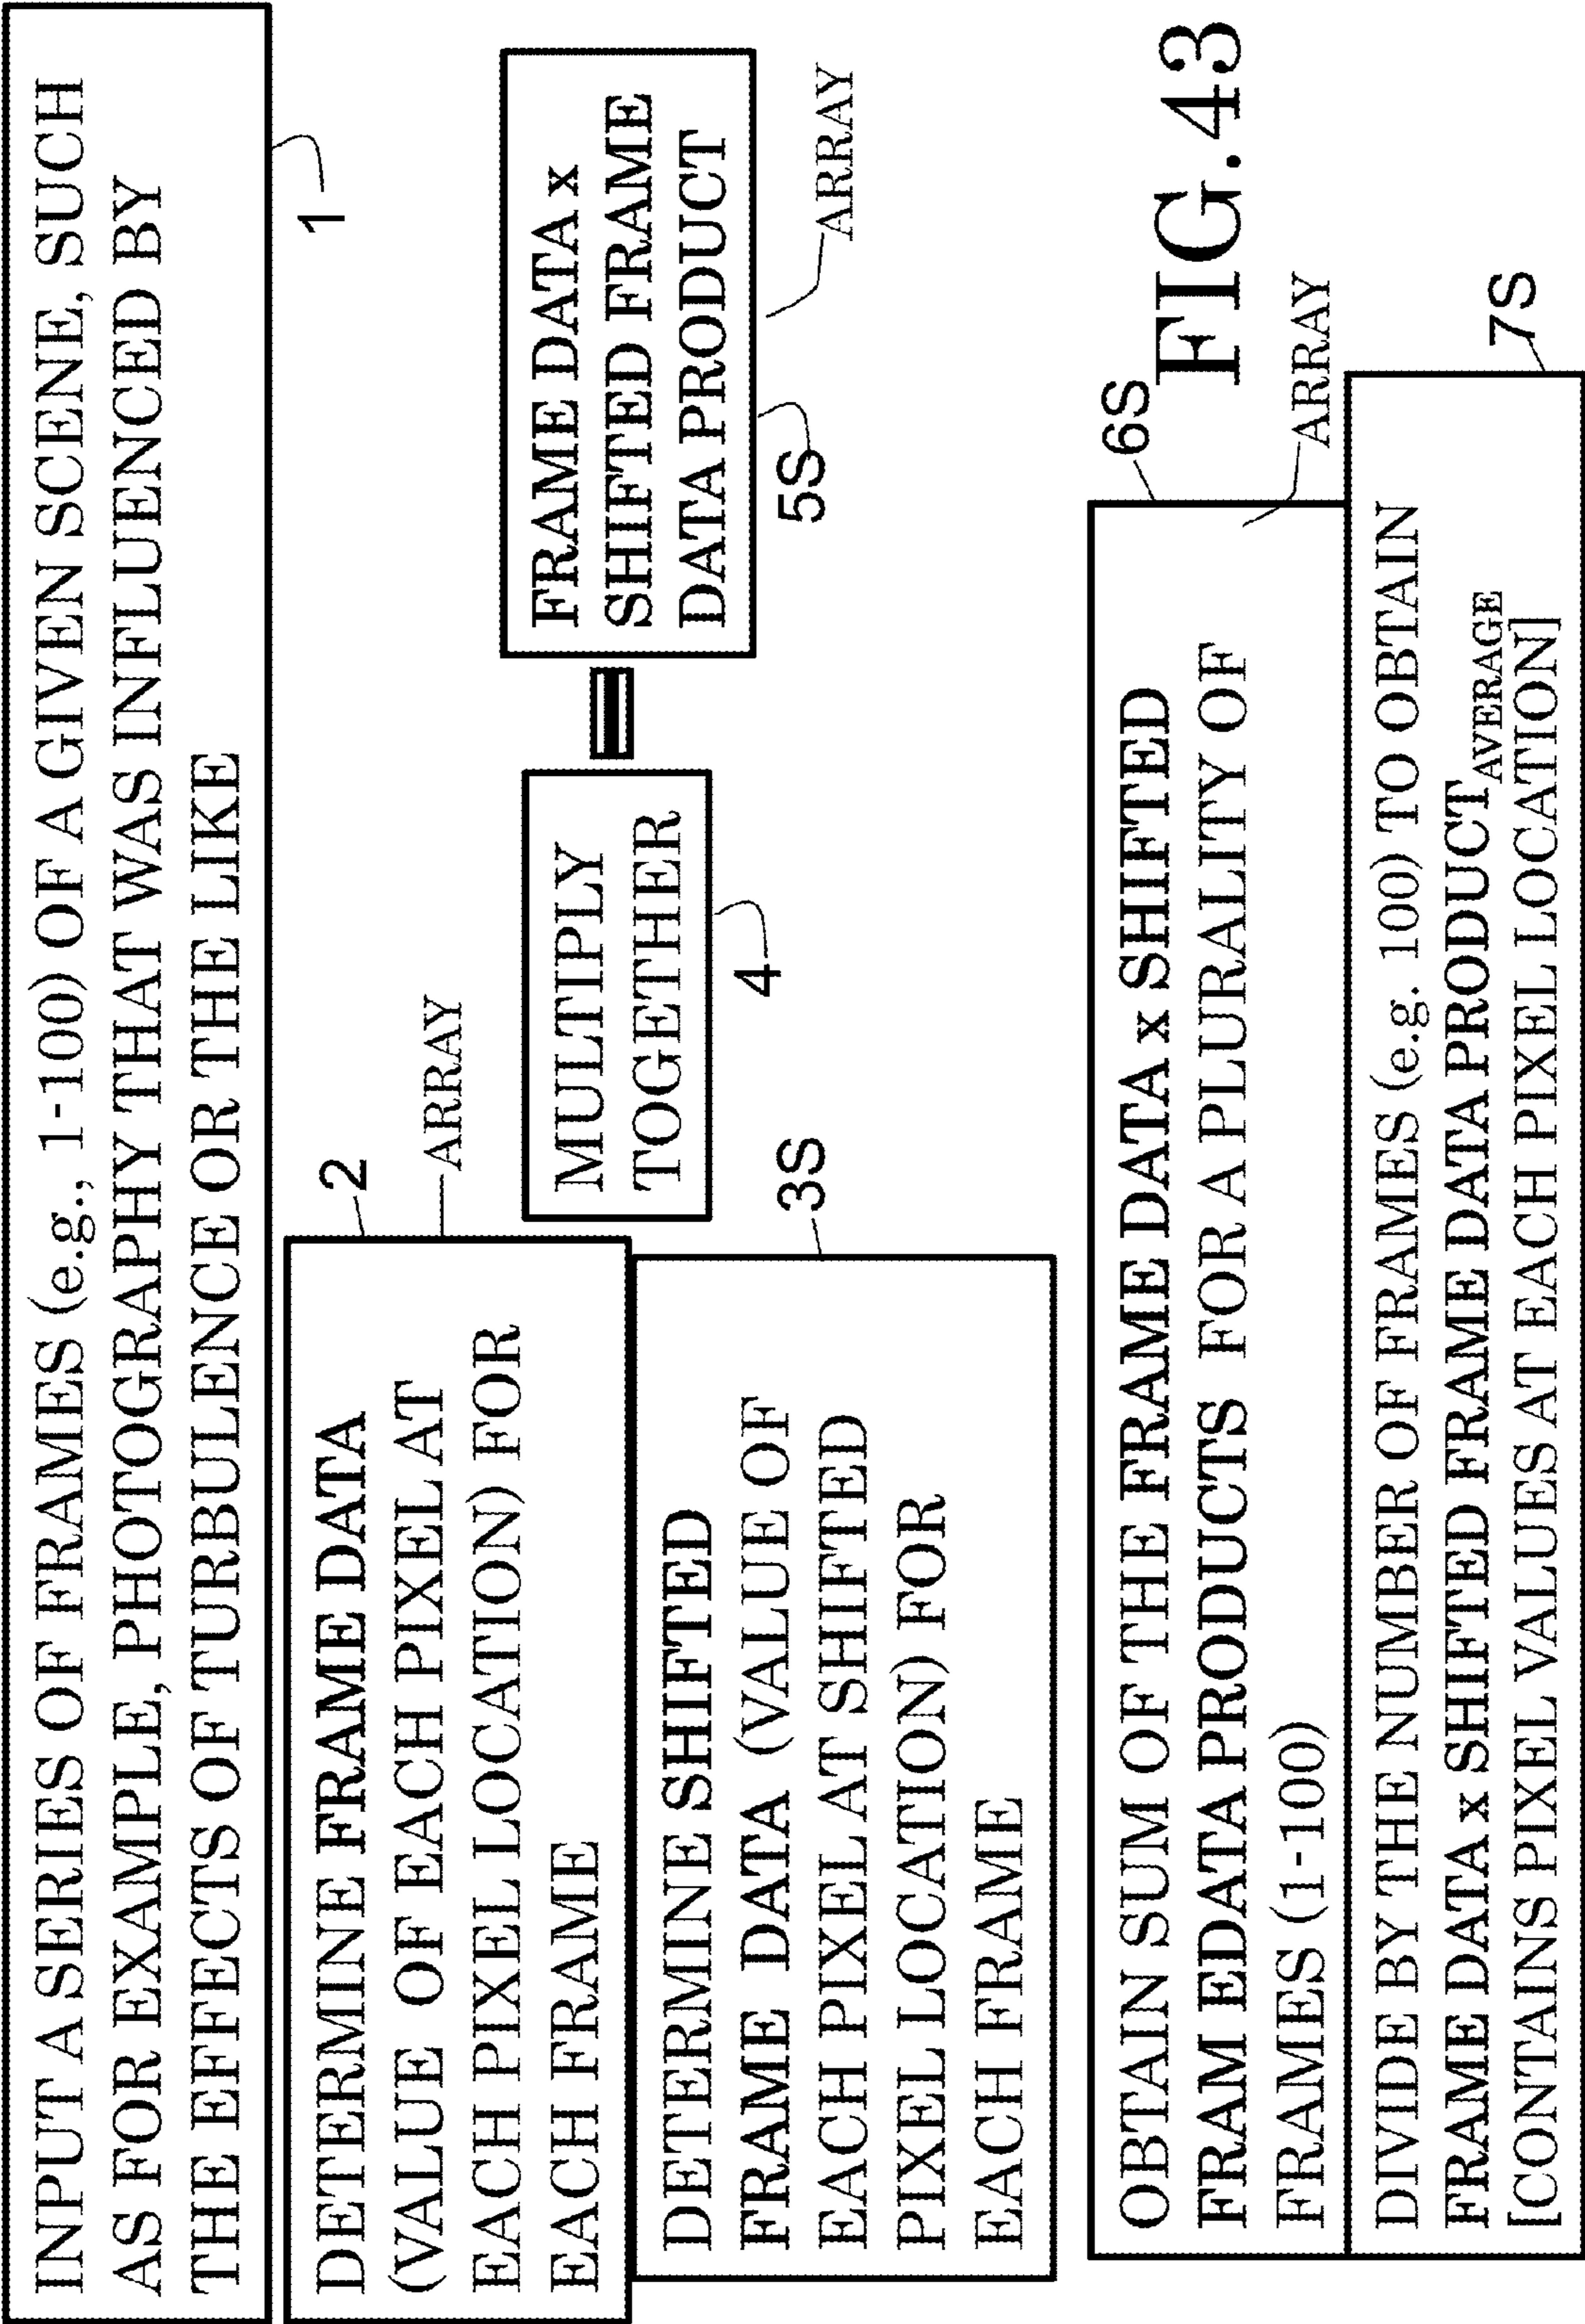 INPUT A SERIES OF FRAMES (e.g., 1-100) OF A GIVEN SCENE, SUCH
AS FOR EXAMPLE, PHOTOGRAPHY THAT WAS INFLUENCED BY
THE EFFECTS OF TURBULENCE OR THE LIKE
1
DETERMINE FRAME DATA
(VALUE OF EACH PIXEL AT
EACH PIXEL LOCATION) FOR
EACH FRAME
2
ARRAY
DETERMINE SHIFTED
FRAME DATA (VALUE OF
EACH PIXEL AT SHIFTED
PIXEL LOCATION) FOR
EACH FRAME
3S
MULTIPLY
TOGETHER
4
=
FRAME DATA x
SHIFTED FRAME
DATA PRODUCT
5S
ARRAY
OBTAIN SUM OF THE FRAME DATA x SHIFTED
FRAM EDATA PRODUCTS FOR A PLURALITY OF
FRAMES (1-100)
6S
ARRAY
FIG.43
DIVIDE BY THE NUMBER OF FRAMES (e.g. 100) TO OBTAIN
FRAME DATA x SHIFTED FRAME DATA PRODUCT AVERAGE
[CONTAINS PIXEL VALUES AT EACH PIXEL LOCATION]
7S